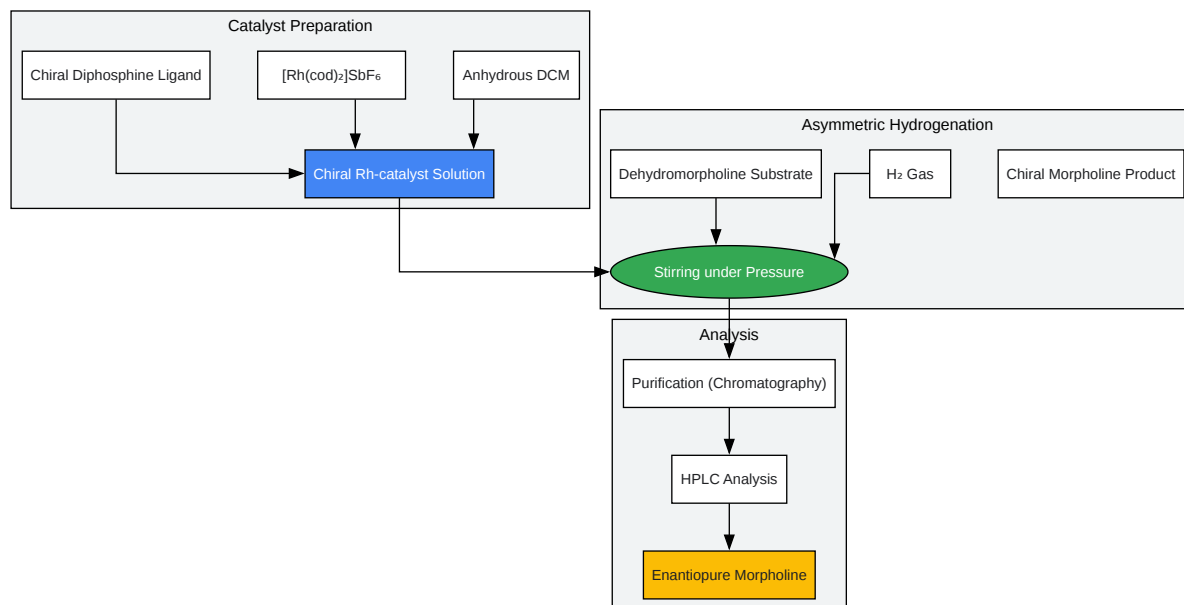 Catalyst Preparation
Chiral Diphosphine Ligand
[Rh(cod)₂]SbF₆
Anhydrous DCM
Chiral Rh-catalyst Solution
Asymmetric Hydrogenation
Dehydromorpholine Substrate
H₂ Gas
Chiral Morpholine Product
Stirring under Pressure
Analysis
Purification (Chromatography)
HPLC Analysis
Enantiopure Morpholine